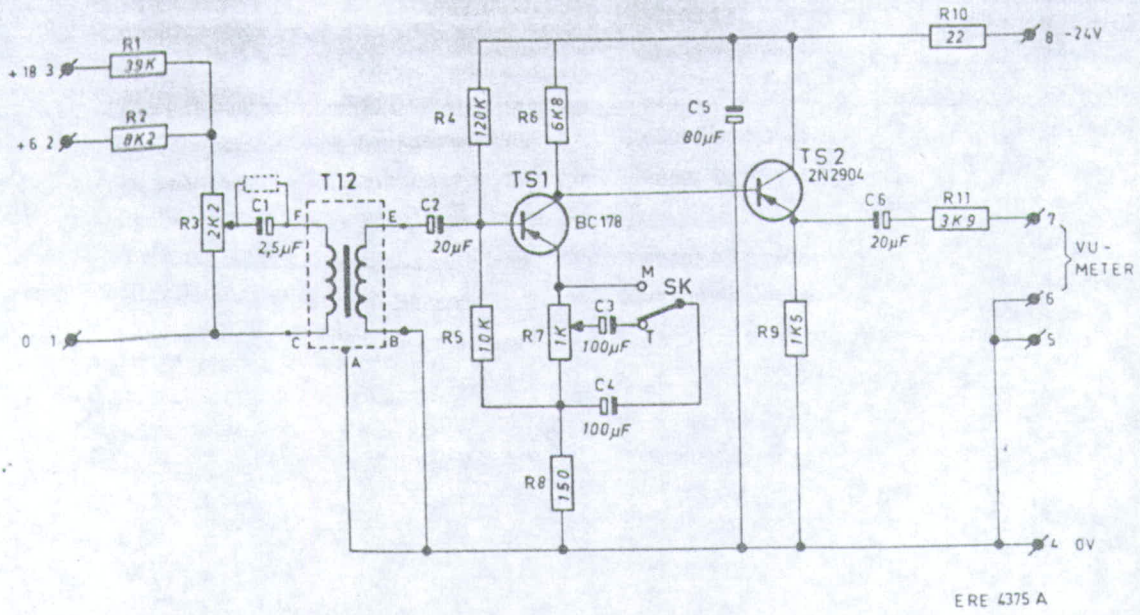 R10
22
8 -24V
R1
39K
+18 3
R2
8K2
+6 2
R4
120K
R6
6K8
C5
80µF
TS2
2N2904
T12
TS1
BC178
R3
2K2
C1
2,5µF
F
E
C2
20µF
C6
20µF
R11
3K9
7
VU-
METER
M
SK
C3
100µF
T
R7
1K
R5
10K
R9
1K5
6
5
0 1
C
B
A
C4
100µF
R8
150
4 0V
ERE 4375 A